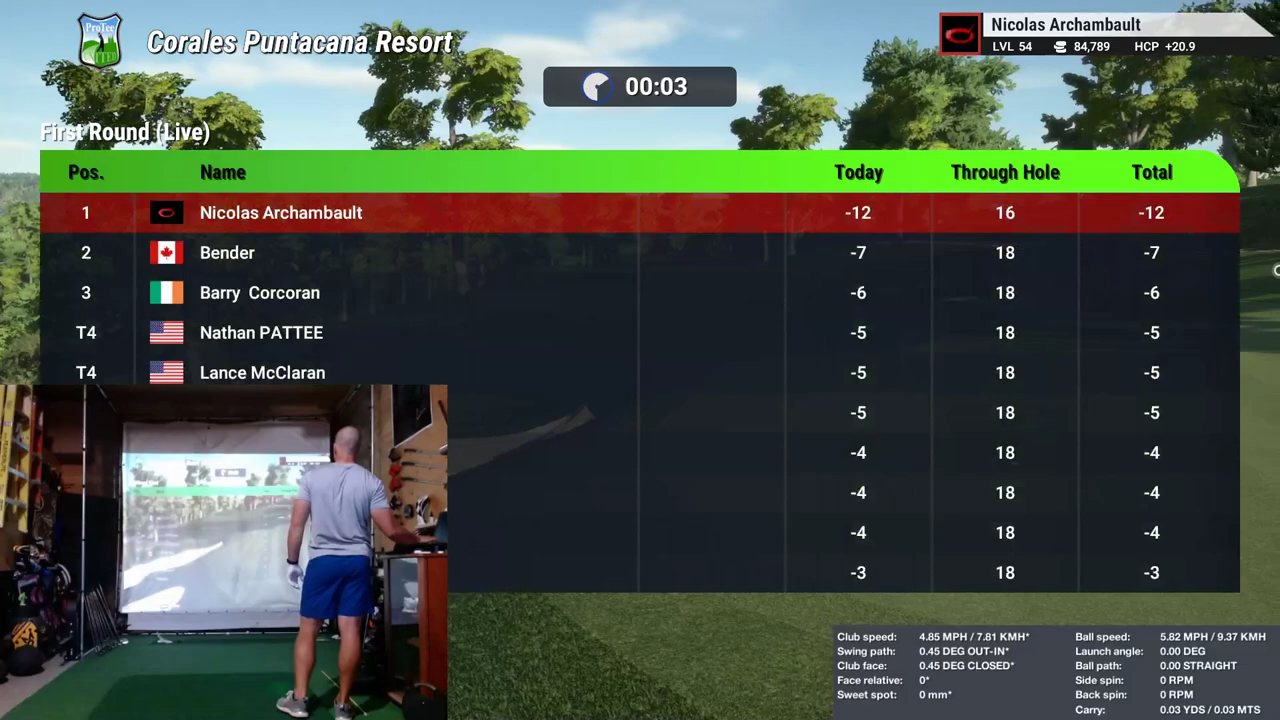 ProTee
UNITED
Corales Puntacana Resort
Nicolas Archambault
LVL 54 84,789 HCP +20.9
00:03
First Round (Live)
Pos. Name Today Through Hole Total
1 Nicolas Archambault -12 16 -12
2 Bender -7 18 -7
3 Barry Corcoran -6 18 -6
T4 Nathan PATTEE -5 18 -5
T4 Lance McClaran -5 18 -5
-5 18 -5
-4 18 -4
-4 18 -4
-4 18 -4
-3 18 -3
Club speed: 4.85 MPH / 7.81 KMH* Ball speed: 5.82 MPH / 9.37 KMH
Swing path: 0.45 DEG OUT-IN* Launch angle: 0.00 DEG
Club face: 0.45 DEG CLOSED* Ball path: 0.00 STRAIGHT
Face relative: 0* Side spin: 0 RPM
Sweet spot: 0 mm* Back spin: 0 RPM
Carry: 0.03 YDS / 0.03 MTS